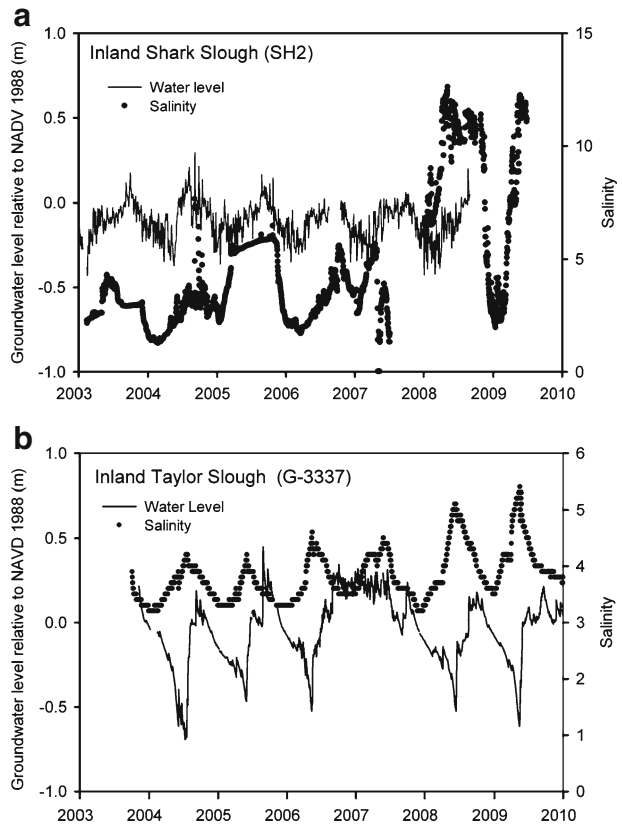 a
Inland Shark Slough (SH2)
Water level
Salinity
Groundwater level relative to NADV 1988 (m)
1.0
0.5
0.0
-0.5
-1.0
Salinity
15
10
5
0
2003 2004 2005 2006 2007 2008 2009 2010
b
Inland Taylor Slough (G-3337)
Water Level
Salinity
Groundwater level relative to NAVD 1988 (m)
1.0
0.5
0.0
-0.5
-1.0
Salinity
6
5
4
3
2
1
0
2003 2004 2005 2006 2007 2008 2009 2010